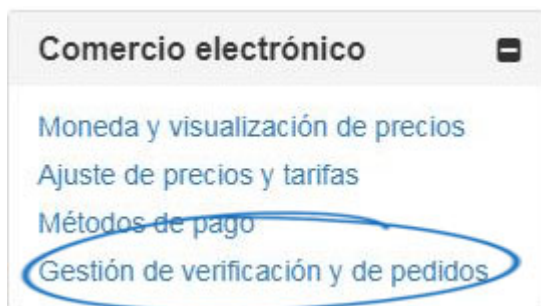 Comercio electrónico
Moneda y visualización de precios
Ajuste de precios y tarifas
Métodos de pago
Gestión de verificación y de pedidos